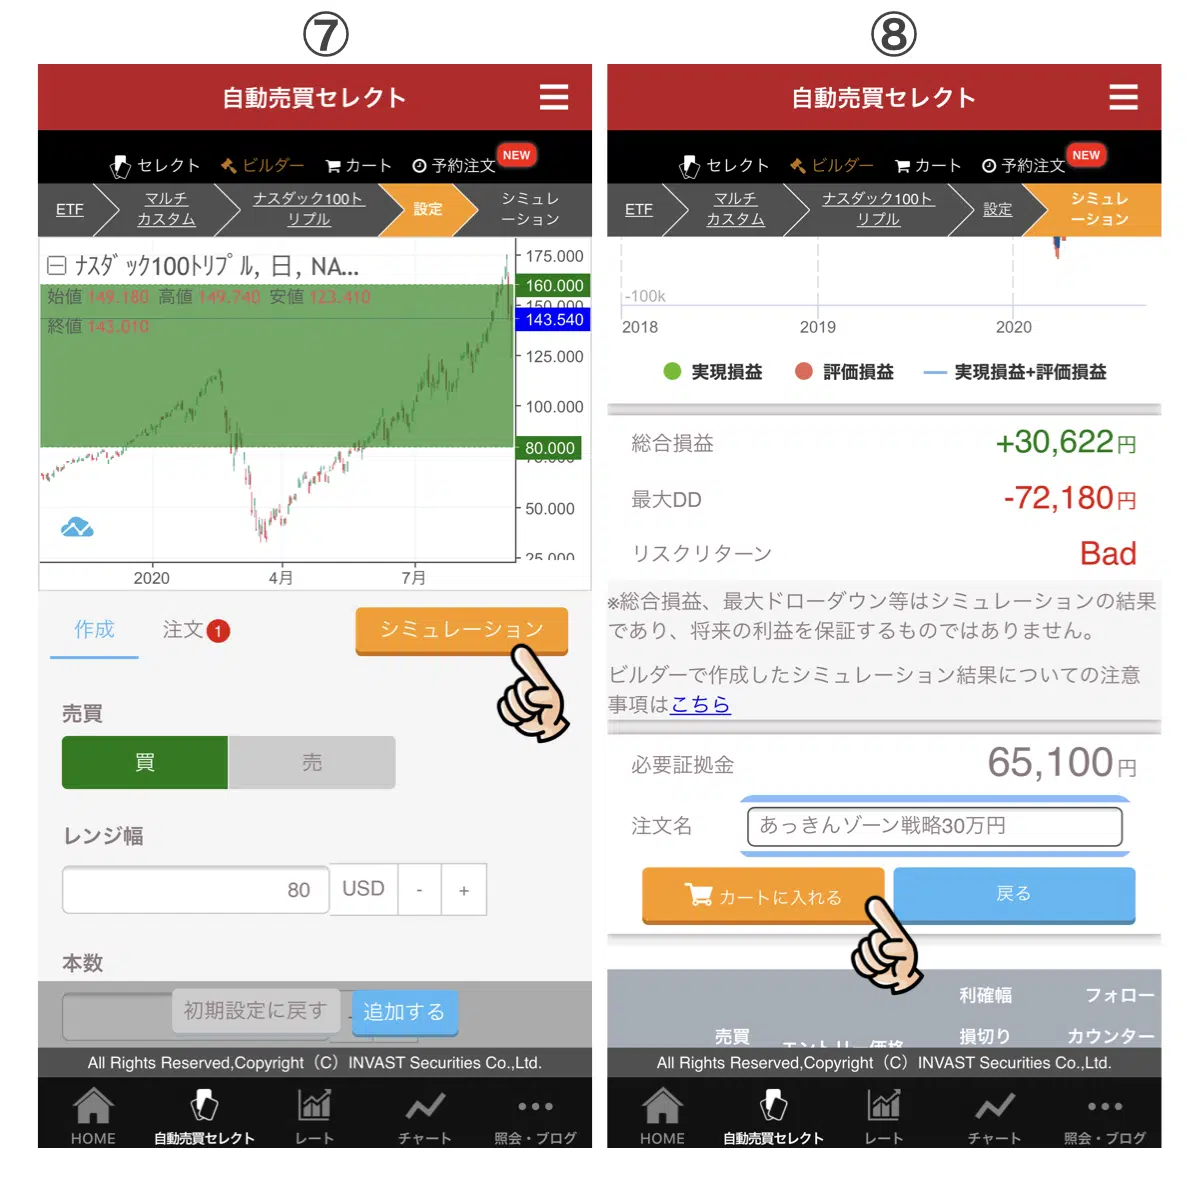 ⑦
自動売買セレクト
セレクト ビルダー カート 予約注文 NEW
ETF マルチカスタム ナスダック100トリプル 設定 シミュレーション
ナスダック100トリプル, 日, NA...
始値 149.180 高値 149.740 安値 123.410
終値 143.010
175.000
160.000
150.000
143.540
125.000
100.000
80.000
75.000
50.000
25.000
2020 4月 7月
作成 注文 1 シミュレーション
売買
買 売
レンジ幅
80 USD - +
本数
初期設定に戻す 追加する
All Rights Reserved,Copyright（C）INVAST Securities Co.,Ltd.
HOME 自動売買セレクト レート チャート 照会・ブログ
⑧
自動売買セレクト
セレクト ビルダー カート 予約注文 NEW
ETF マルチカスタム ナスダック100トリプル 設定 シミュレーション
-100k
2018 2019 2020
実現損益 評価損益 実現損益+評価損益
総合損益 +30,622円
最大DD -72,180円
リスクリターン Bad
※総合損益、最大ドローダウン等はシミュレーションの結果
であり、将来の利益を保証するものではありません。
ビルダーで作成したシミュレーション結果についての注意
事項はこちら
必要証拠金 65,100円
注文名 あっきんゾーン戦略30万円
カートに入れる 戻る
利確幅 フォロー
売買 エントリー価格 損切り カウンター
All Rights Reserved,Copyright（C）INVAST Securities Co.,Ltd.
HOME 自動売買セレクト レート チャート 照会・ブログ